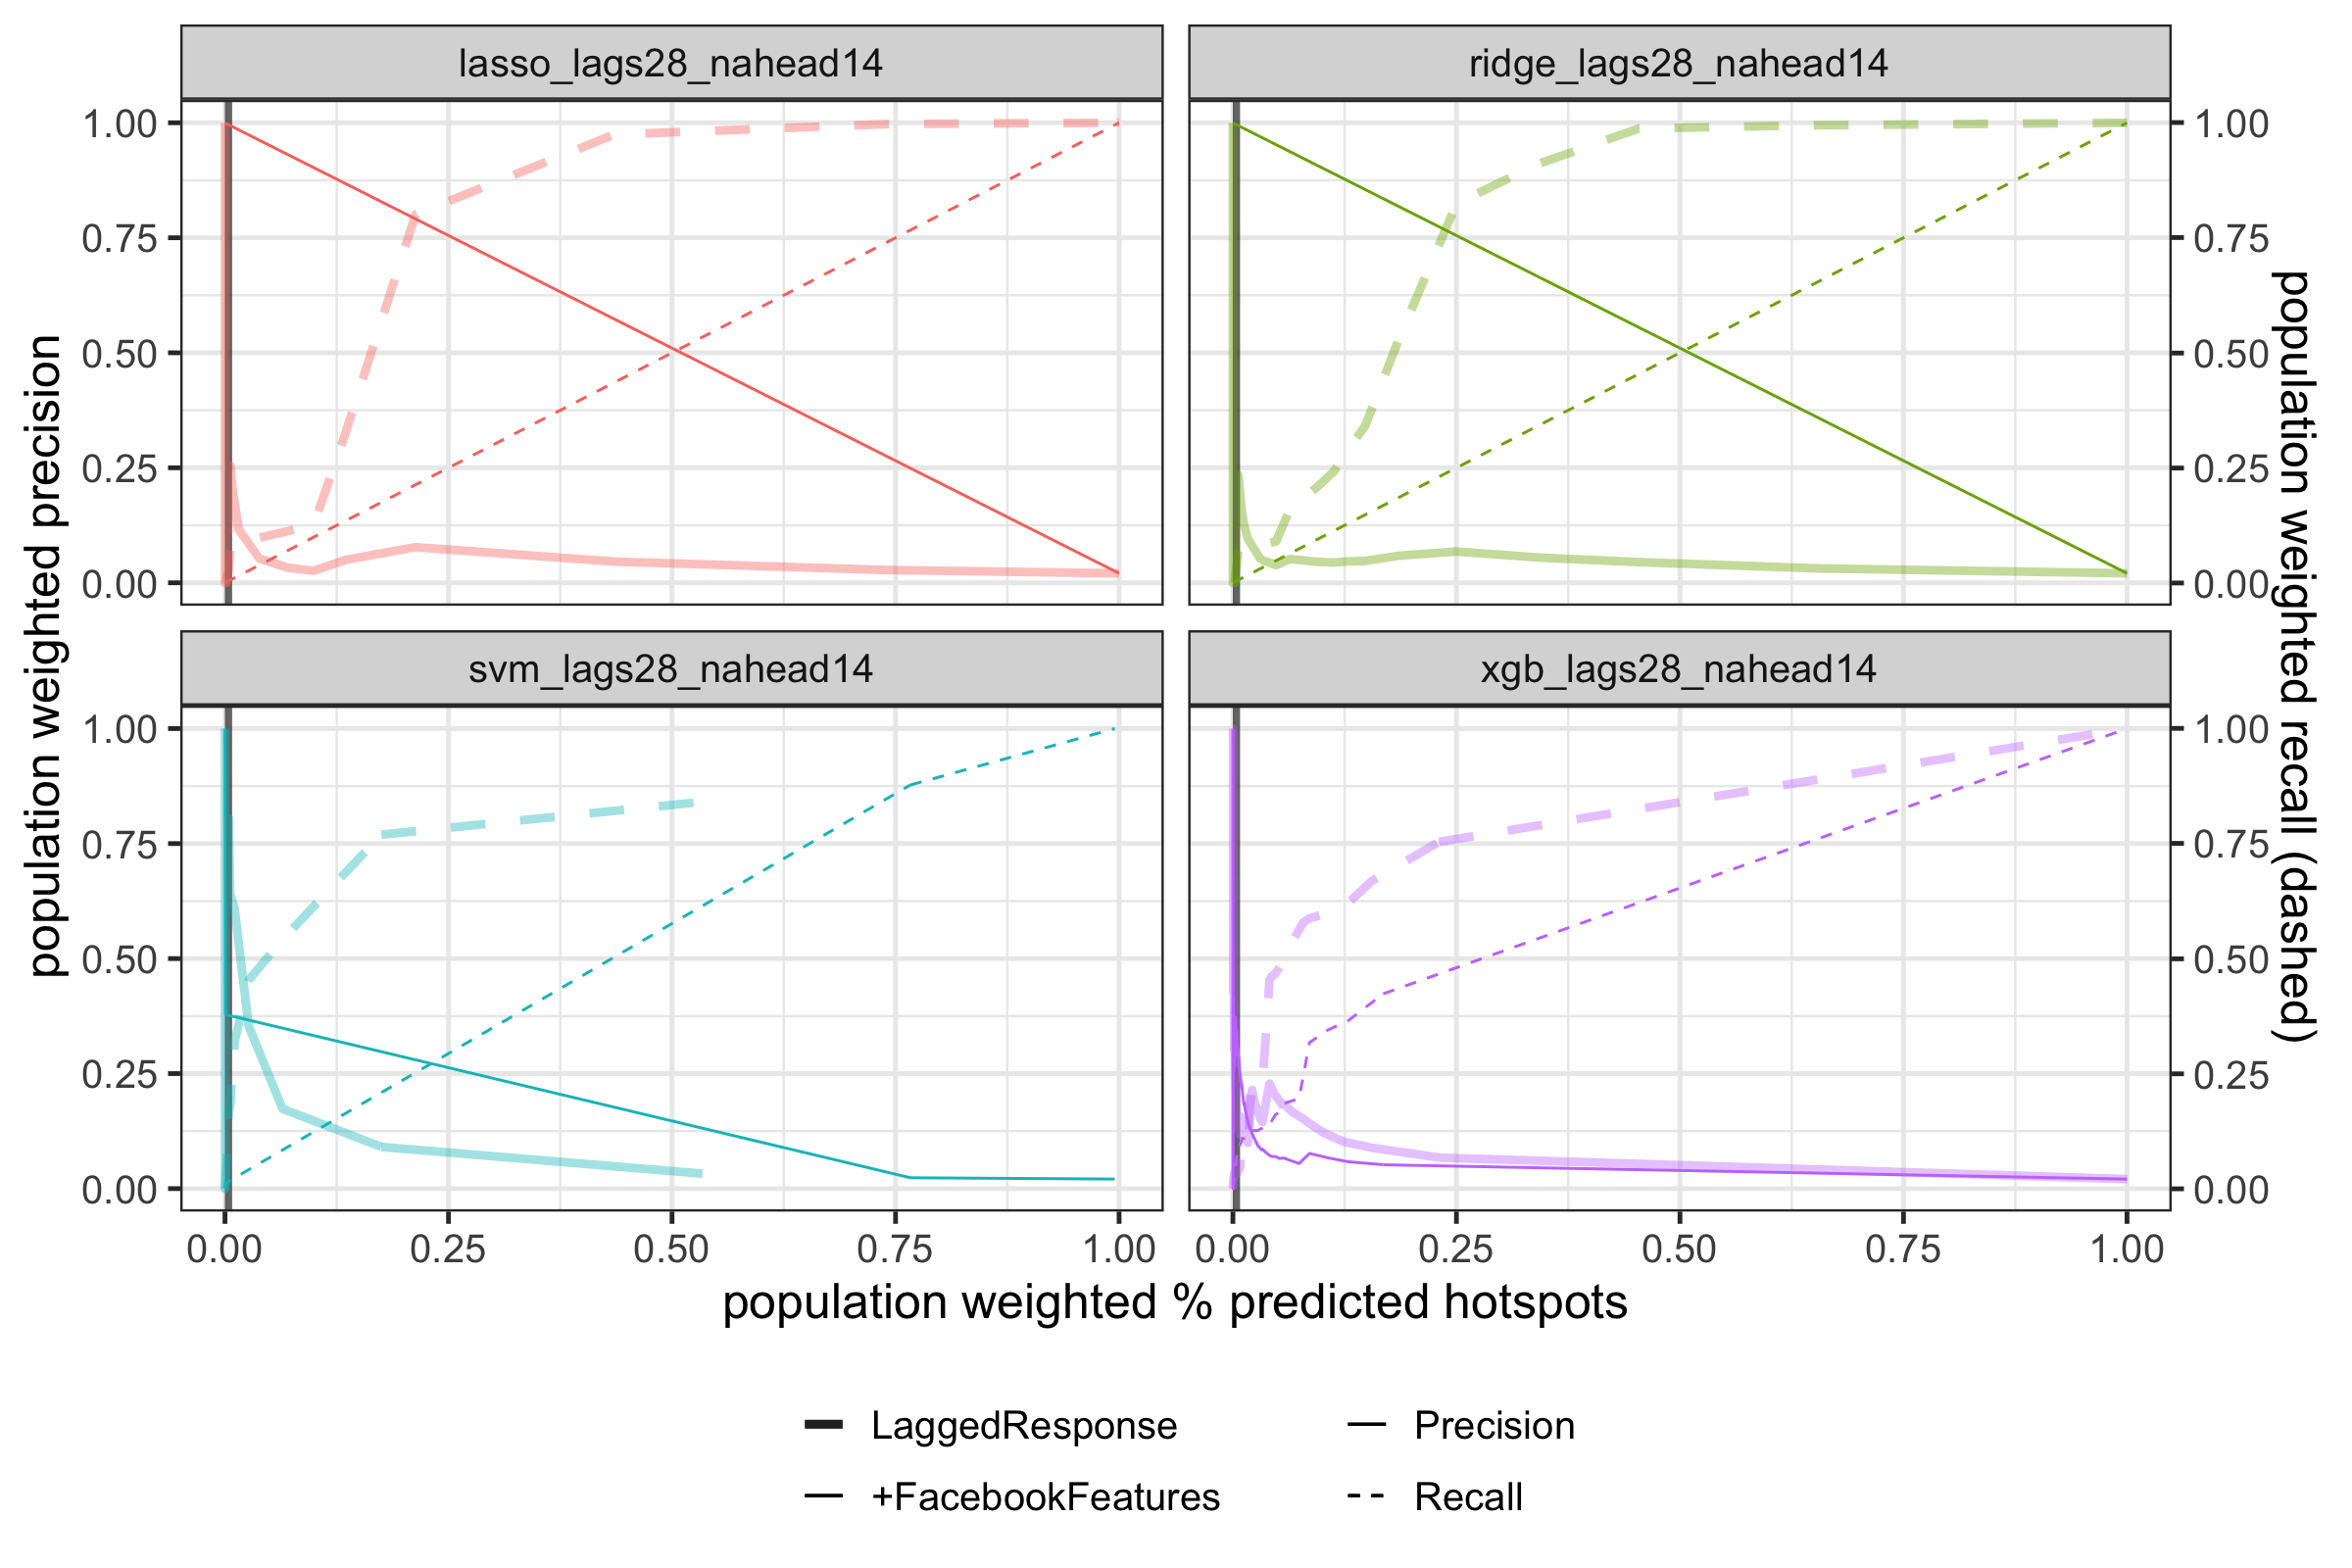 lasso_lags28_nahead14
ridge_lags28_nahead14
1.00
0.75
0.50
0.25
0.00
1.00
0.75
0.50
0.25
0.00
svm_lags28_nahead14
xgb_lags28_nahead14
1.00
0.75
0.50
0.25
0.00
1.00
0.75
0.50
0.25
0.00
population weighted precision
population weighted recall (dashed)
0.00 0.25 0.50 0.75 1.00
0.00 0.25 0.50 0.75 1.00
population weighted % predicted hotspots
LaggedResponse
+FacebookFeatures
Precision
Recall